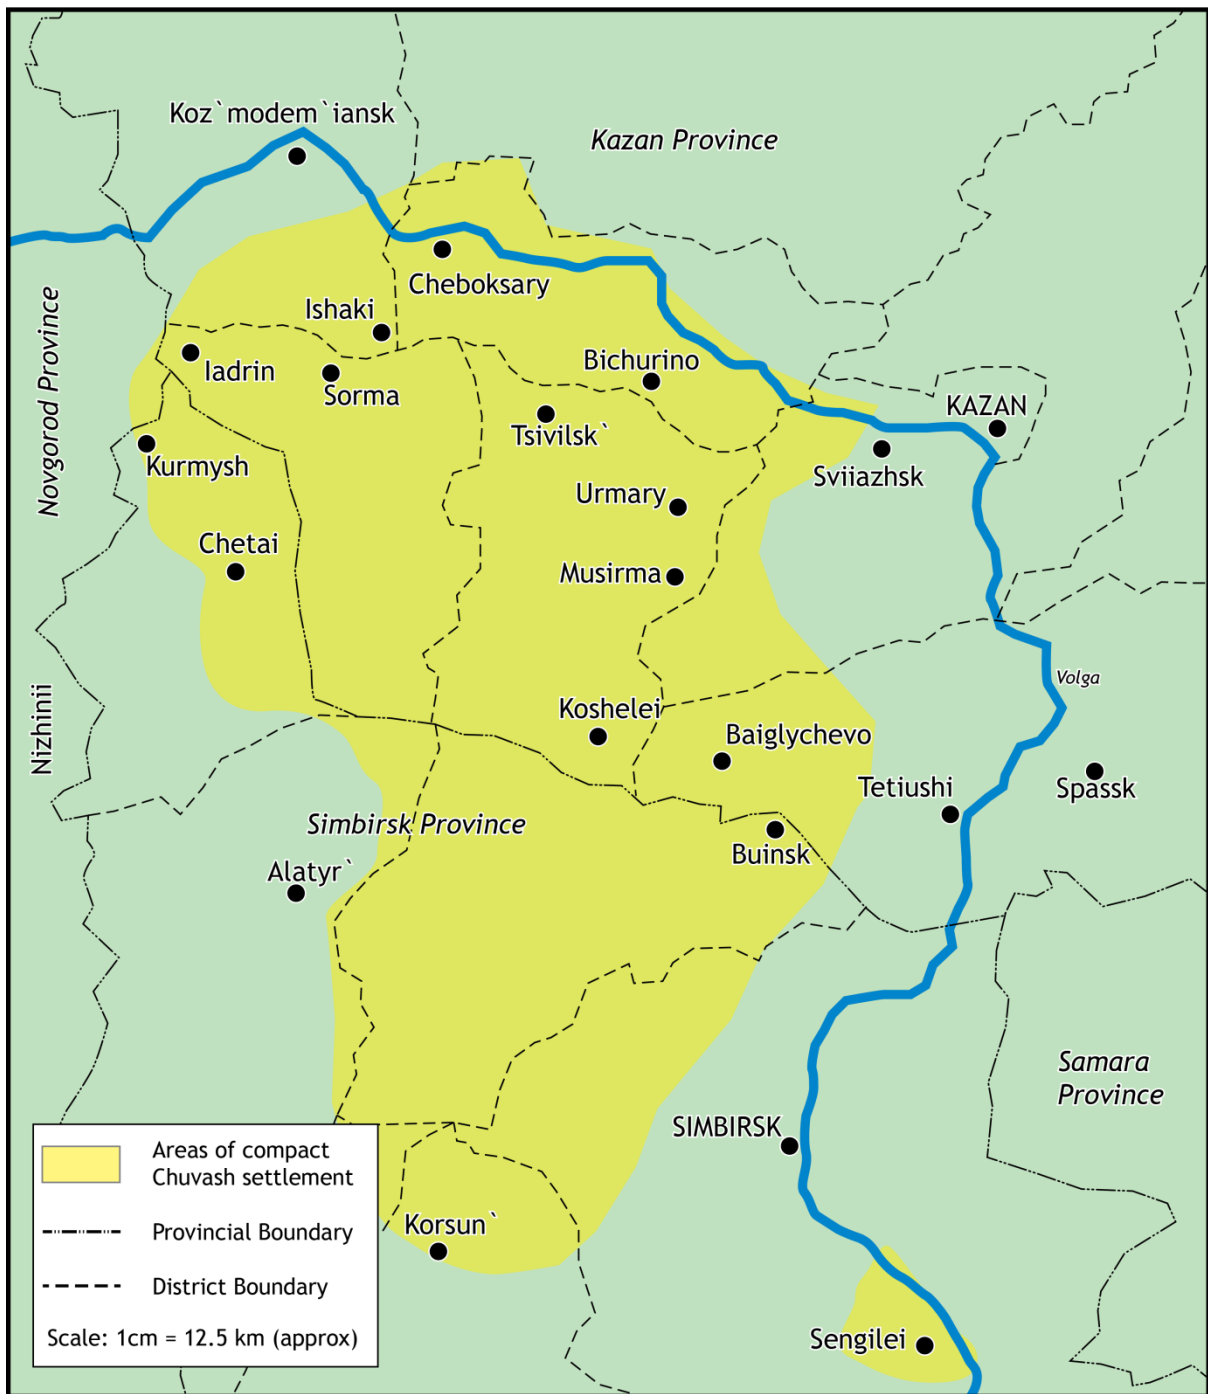 Koz`modem`iansk
Kazan Province
Cheboksary
Ishaki
Iadrin
Sorma
Bichurino
Tsivilsk`
KAZAN
Novgorod Province
Kurmysh
Sviiazhsk
Urmary
Chetai
Musirma
Volga
Nizhinii
Koshelei
Baiglychevo
Tetiushi
Spassk
Simbirsk Province
Buinsk
Alatyr`
Samara
Province
SIMBIRSK
Areas of compact
Chuvash settlement
Provincial Boundary
District Boundary
Scale: 1cm = 12.5 km (approx)
Korsun`
Sengilei